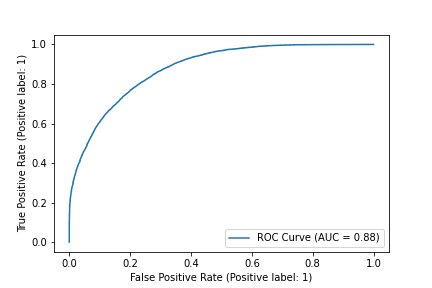 1.0
0.8
0.6
0.4
0.2
0.0
True Positive Rate (Positive label: 1)
ROC Curve (AUC = 0.88)
0.0 0.2 0.4 0.6 0.8 1.0
False Positive Rate (Positive label: 1)